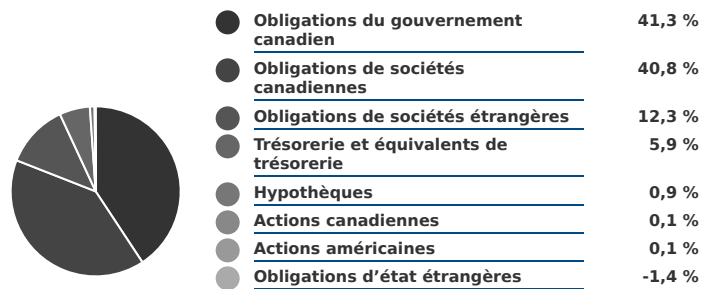 Obligations du gouvernement 41,3 %
canadien
Obligations de sociétés 40,8 %
canadiennes
Obligations de sociétés étrangères 12,3 %
Trésorerie et équivalents de 5,9 %
trésorerie
Hypothèques 0,9 %
Actions canadiennes 0,1 %
Actions américaines 0,1 %
Obligations d’état étrangères -1,4 %